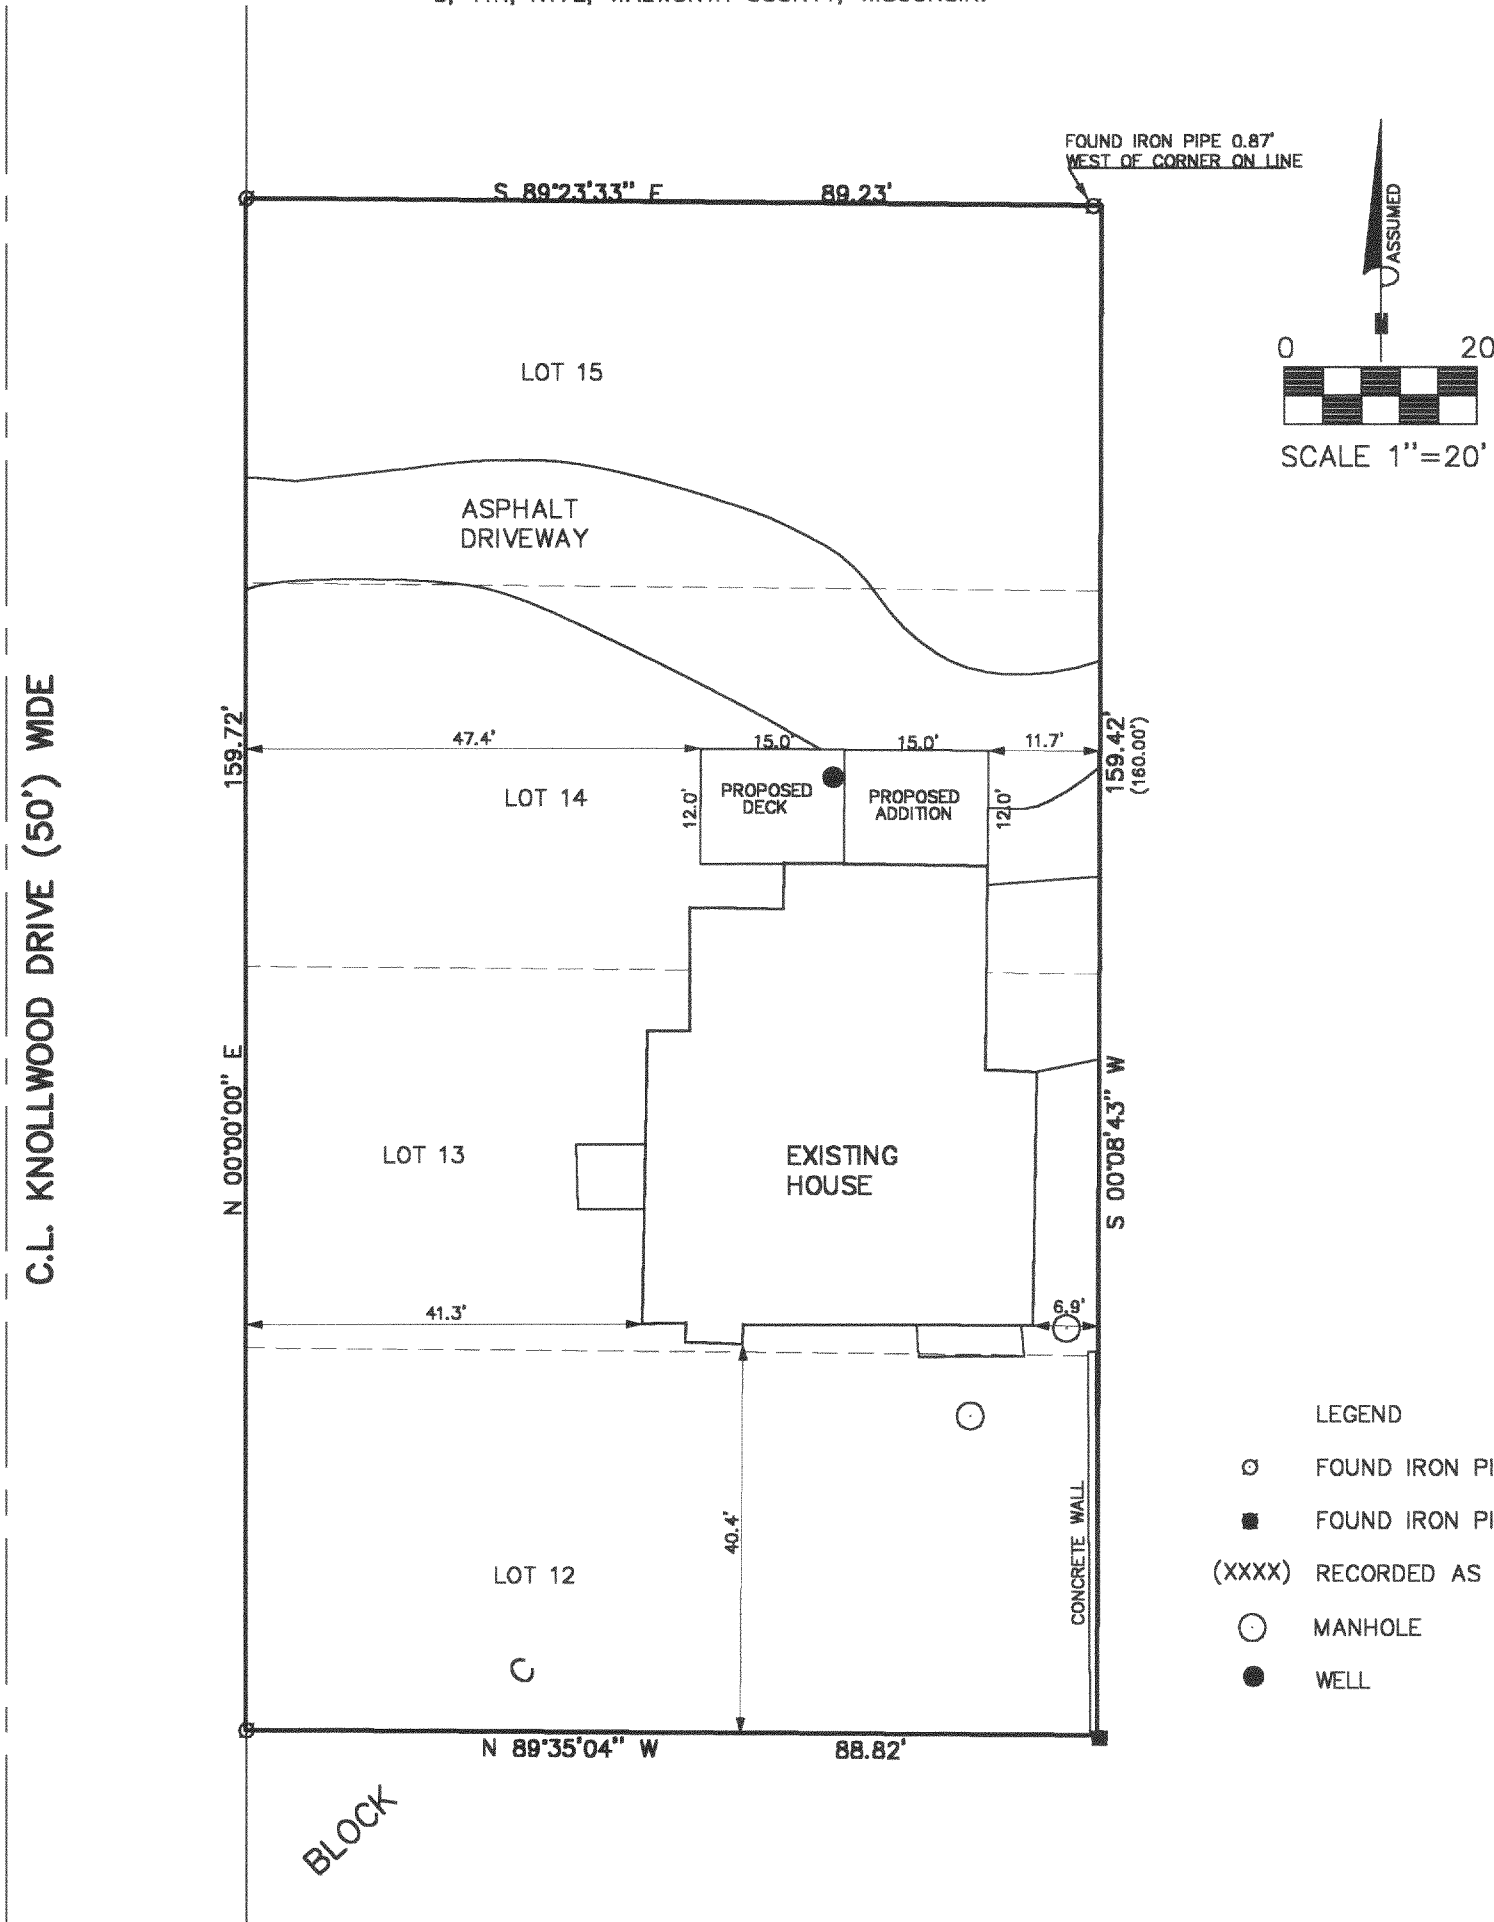 FOUND IRON PIPE 0.87'
WEST OF CORNER ON LINE
S 89°23'33" E 89.23'
ASSUMED
0 20
SCALE 1"=20'
LOT 15
ASPHALT
DRIVEWAY
C.L. KNOLLWOOD DRIVE (50') WIDE
159.72'
N 00°00'00" E
47.4'
15.0'
15.0'
11.7'
159.42'
(160.00')
S 00°08'43" W
LOT 14
12.0'
PROPOSED
DECK
PROPOSED
ADDITION
12.0'
LOT 13
EXISTING
HOUSE
41.3'
6.9'
40.4'
CONCRETE WALL
LOT 12
C
N 89°35'04" W 88.82'
BLOCK
LEGEND
FOUND IRON PI
FOUND IRON PI
(XXXX) RECORDED AS
MANHOLE
WELL